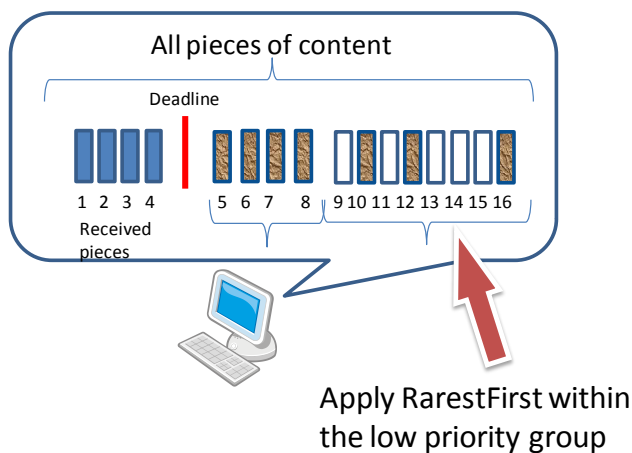 All pieces of content
Deadline
1 2 3 4 5 6 7 8 9 10 11 12 13 14 15 16
Received
pieces
Apply RarestFirst within
the low priority group